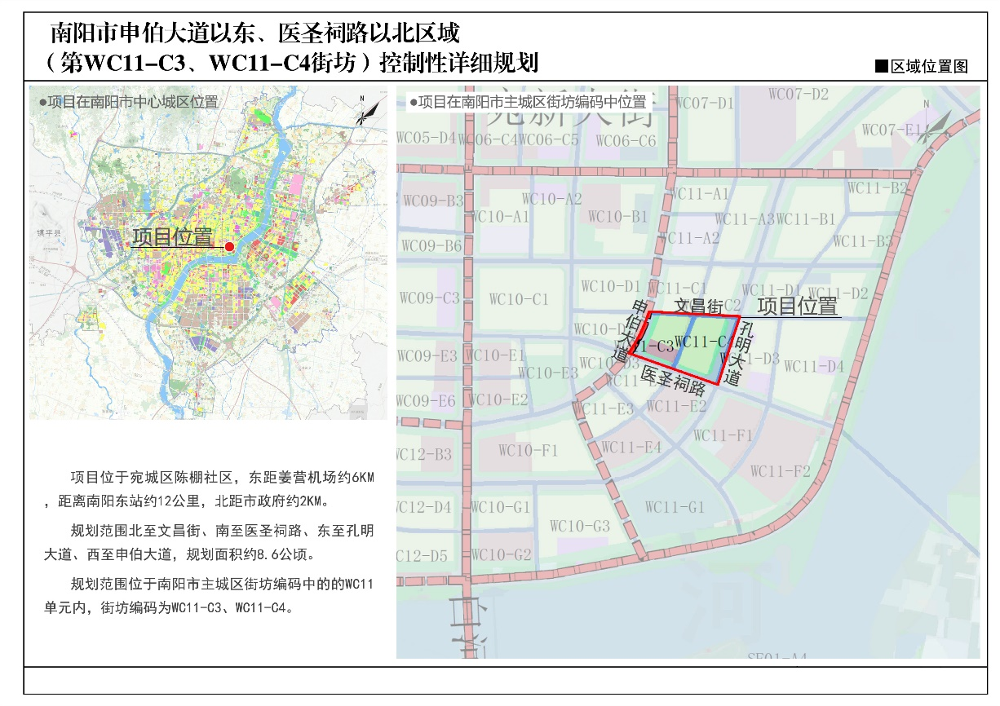 南阳市申伯大道以东、医圣祠路以北区域
（第WC11-C3、WC11-C4街坊）控制性详细规划
■区域位置图
●项目在南阳市中心城区位置
N
镇平县
项目位置
●项目在南阳市主城区街坊编码中位置
N
WC07-D1
WC07-D2
WC07-E1
WC05-D4
WC06-C4
WC06-C5
WC06-C6
WC09-B3
WC10-A2
WC10-A1
WC10-B1
WC11-A1
WC11-B2
WC11-A3
WC11-B1
WC11-A2
WC11-B3
WC09-B6
WC09-C3
WC10-C1
WC10-D1
WC11-C1
WC11-D1
WC11-D2
文昌街
项目位置
申伯大道
孔明大道
WC11-C4
医圣祠路
WC11-D4
WC09-E3
WC10-E1
WC10-E3
WC09-E6
WC10-E2
WC11-E3
WC11-E2
WC11-F1
WC11-E4
WC12-B3
WC10-F1
WC11-F2
WC12-D4
WC10-G1
WC11-G1
WC10-G3
WC10-G2
河
项目位于宛城区陈棚社区，东距姜营机场约6KM
，距离南阳东站约12公里，北距市政府约2KM。
规划范围北至文昌街、南至医圣祠路、东至孔明
大道、西至申伯大道，规划面积约8.6公顷。
规划范围位于南阳市主城区街坊编码中的的WC11
单元内，街坊编码为WC11-C3、WC11-C4。